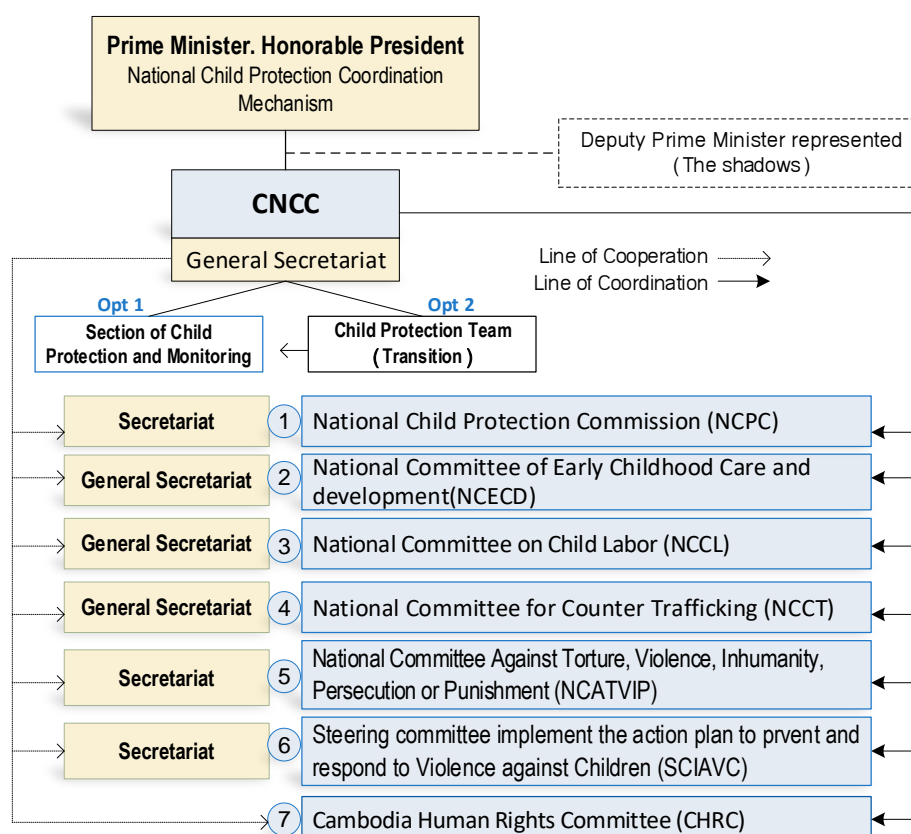 Prime Minister. Honorable President
National Child Protection Coordination
Mechanism
Deputy Prime Minister represented
(The shadows)
CNCC
General Secretariat
Line of Cooperation
Line of Coordination
Opt 1
Opt 2
Section of Child
Protection and Monitoring
Child Protection Team
(Transition )
Secretariat
1
National Child Protection Commission (NCPC)
General Secretariat
2
National Committee of Early Childhood Care and
development(NCECD)
General Secretariat
3
National Committee on Child Labor (NCCL)
General Secretariat
4
National Committee for Counter Trafficking (NCCT)
Secretariat
5
National Committee Against Torture, Violence, Inhumanity,
Persecution or Punishment (NCATVIP)
Secretariat
6
Steering committee implement the action plan to prvent and
respond to Violence against Children (SCIAVC)
7
Cambodia Human Rights Committee (CHRC)